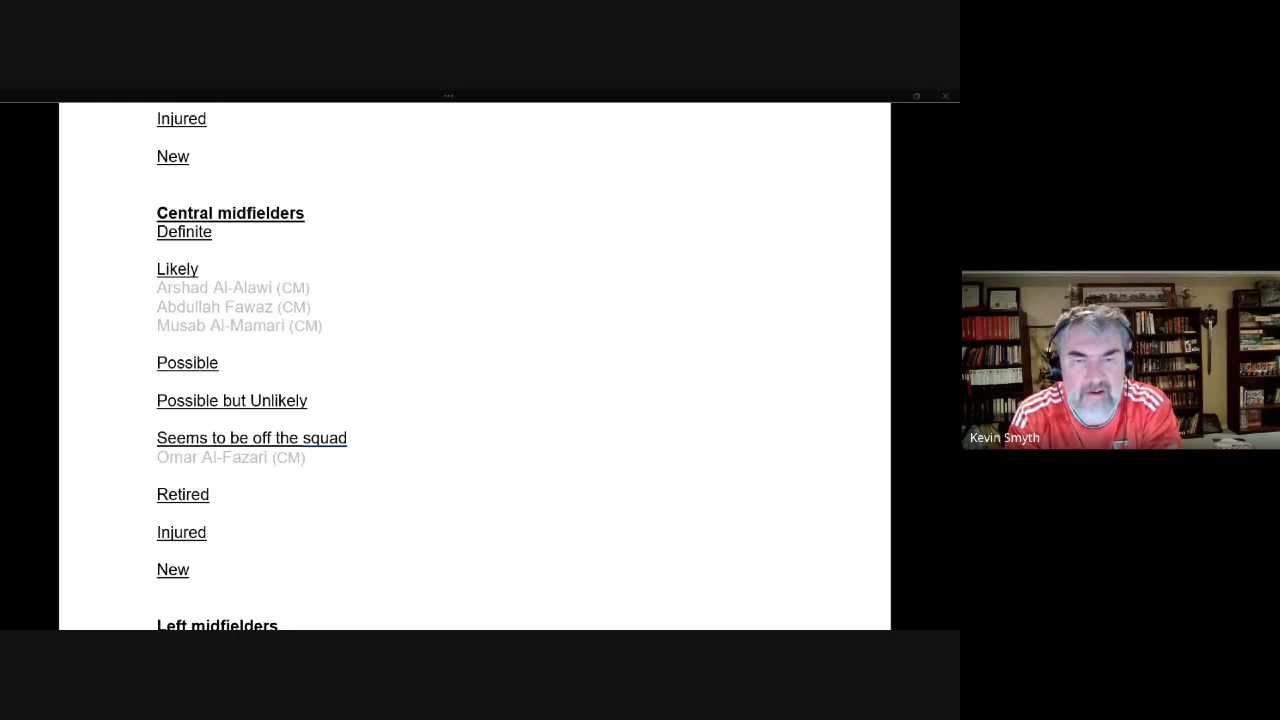 Injured
New
Central midfielders
Definite
Likely
Arshad Al-Alawi (CM)
Abdullah Fawaz (CM)
Musab Al-Mamari (CM)
Possible
Possible but Unlikely
Seems to be off the squad
Omar Al-Fazari (CM)
Retired
Injured
New
Left midfielders
Kevin Smyth